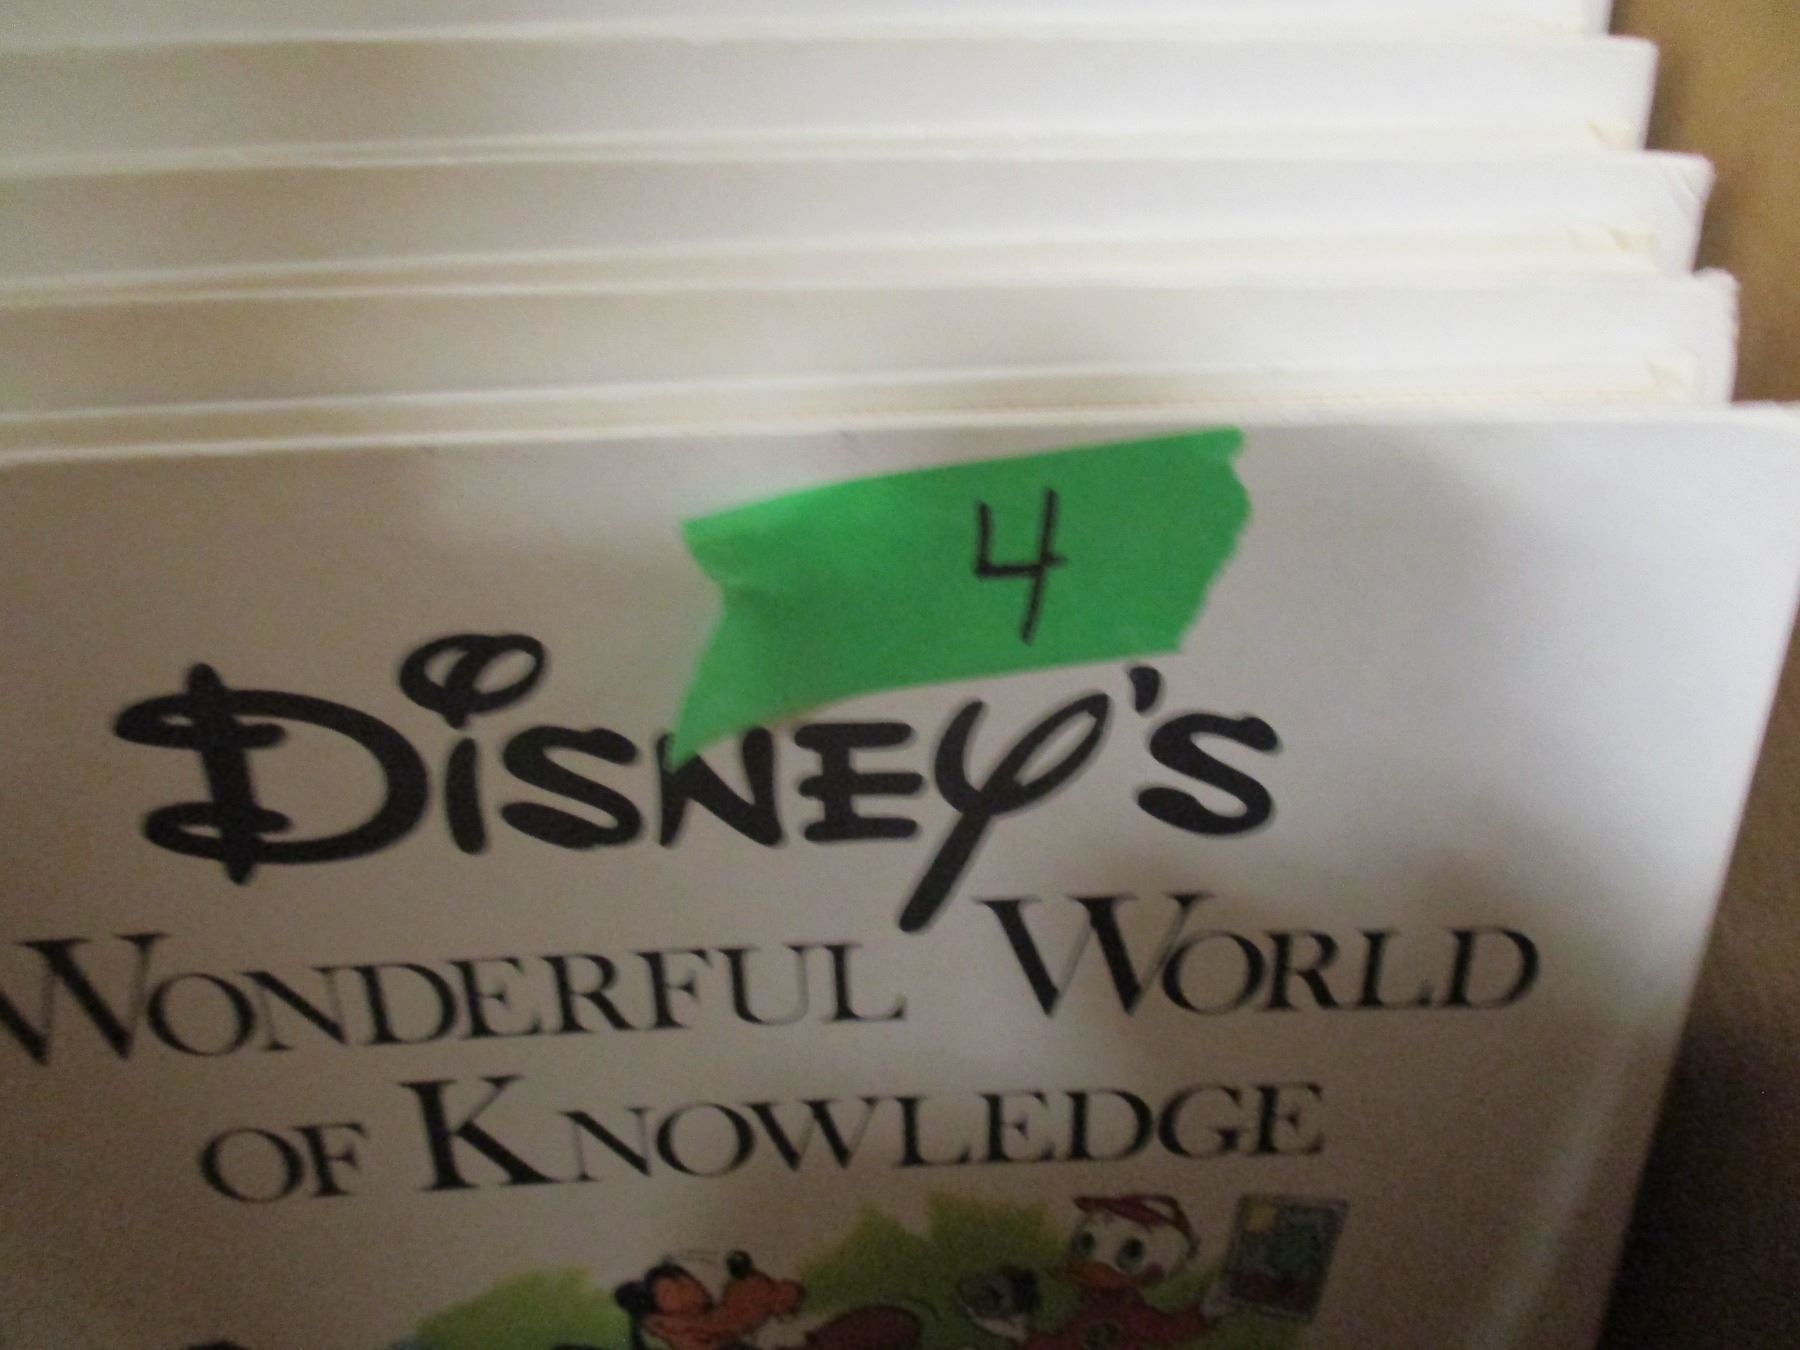 4
Disney's
Wonderful World
of Knowledge